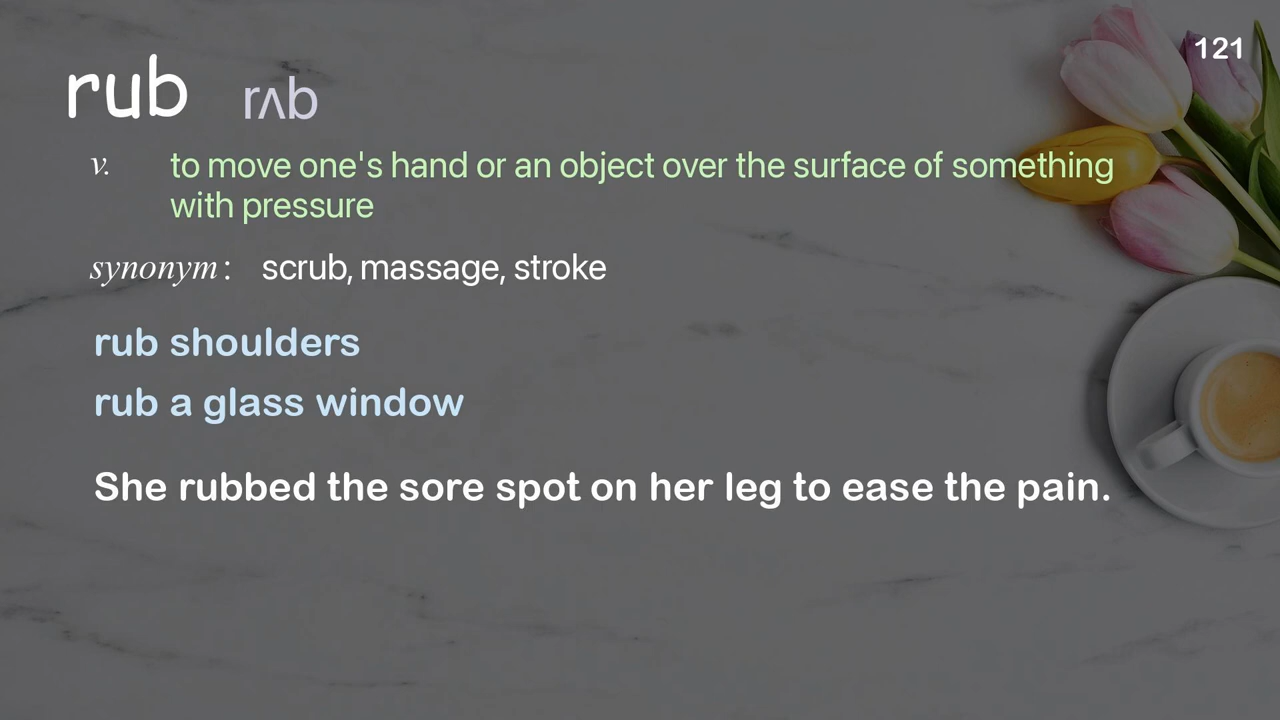 121
rub rʌb
v. to move one's hand or an object over the surface of something
with pressure
synonym: scrub, massage, stroke
rub shoulders
rub a glass window
She rubbed the sore spot on her leg to ease the pain.